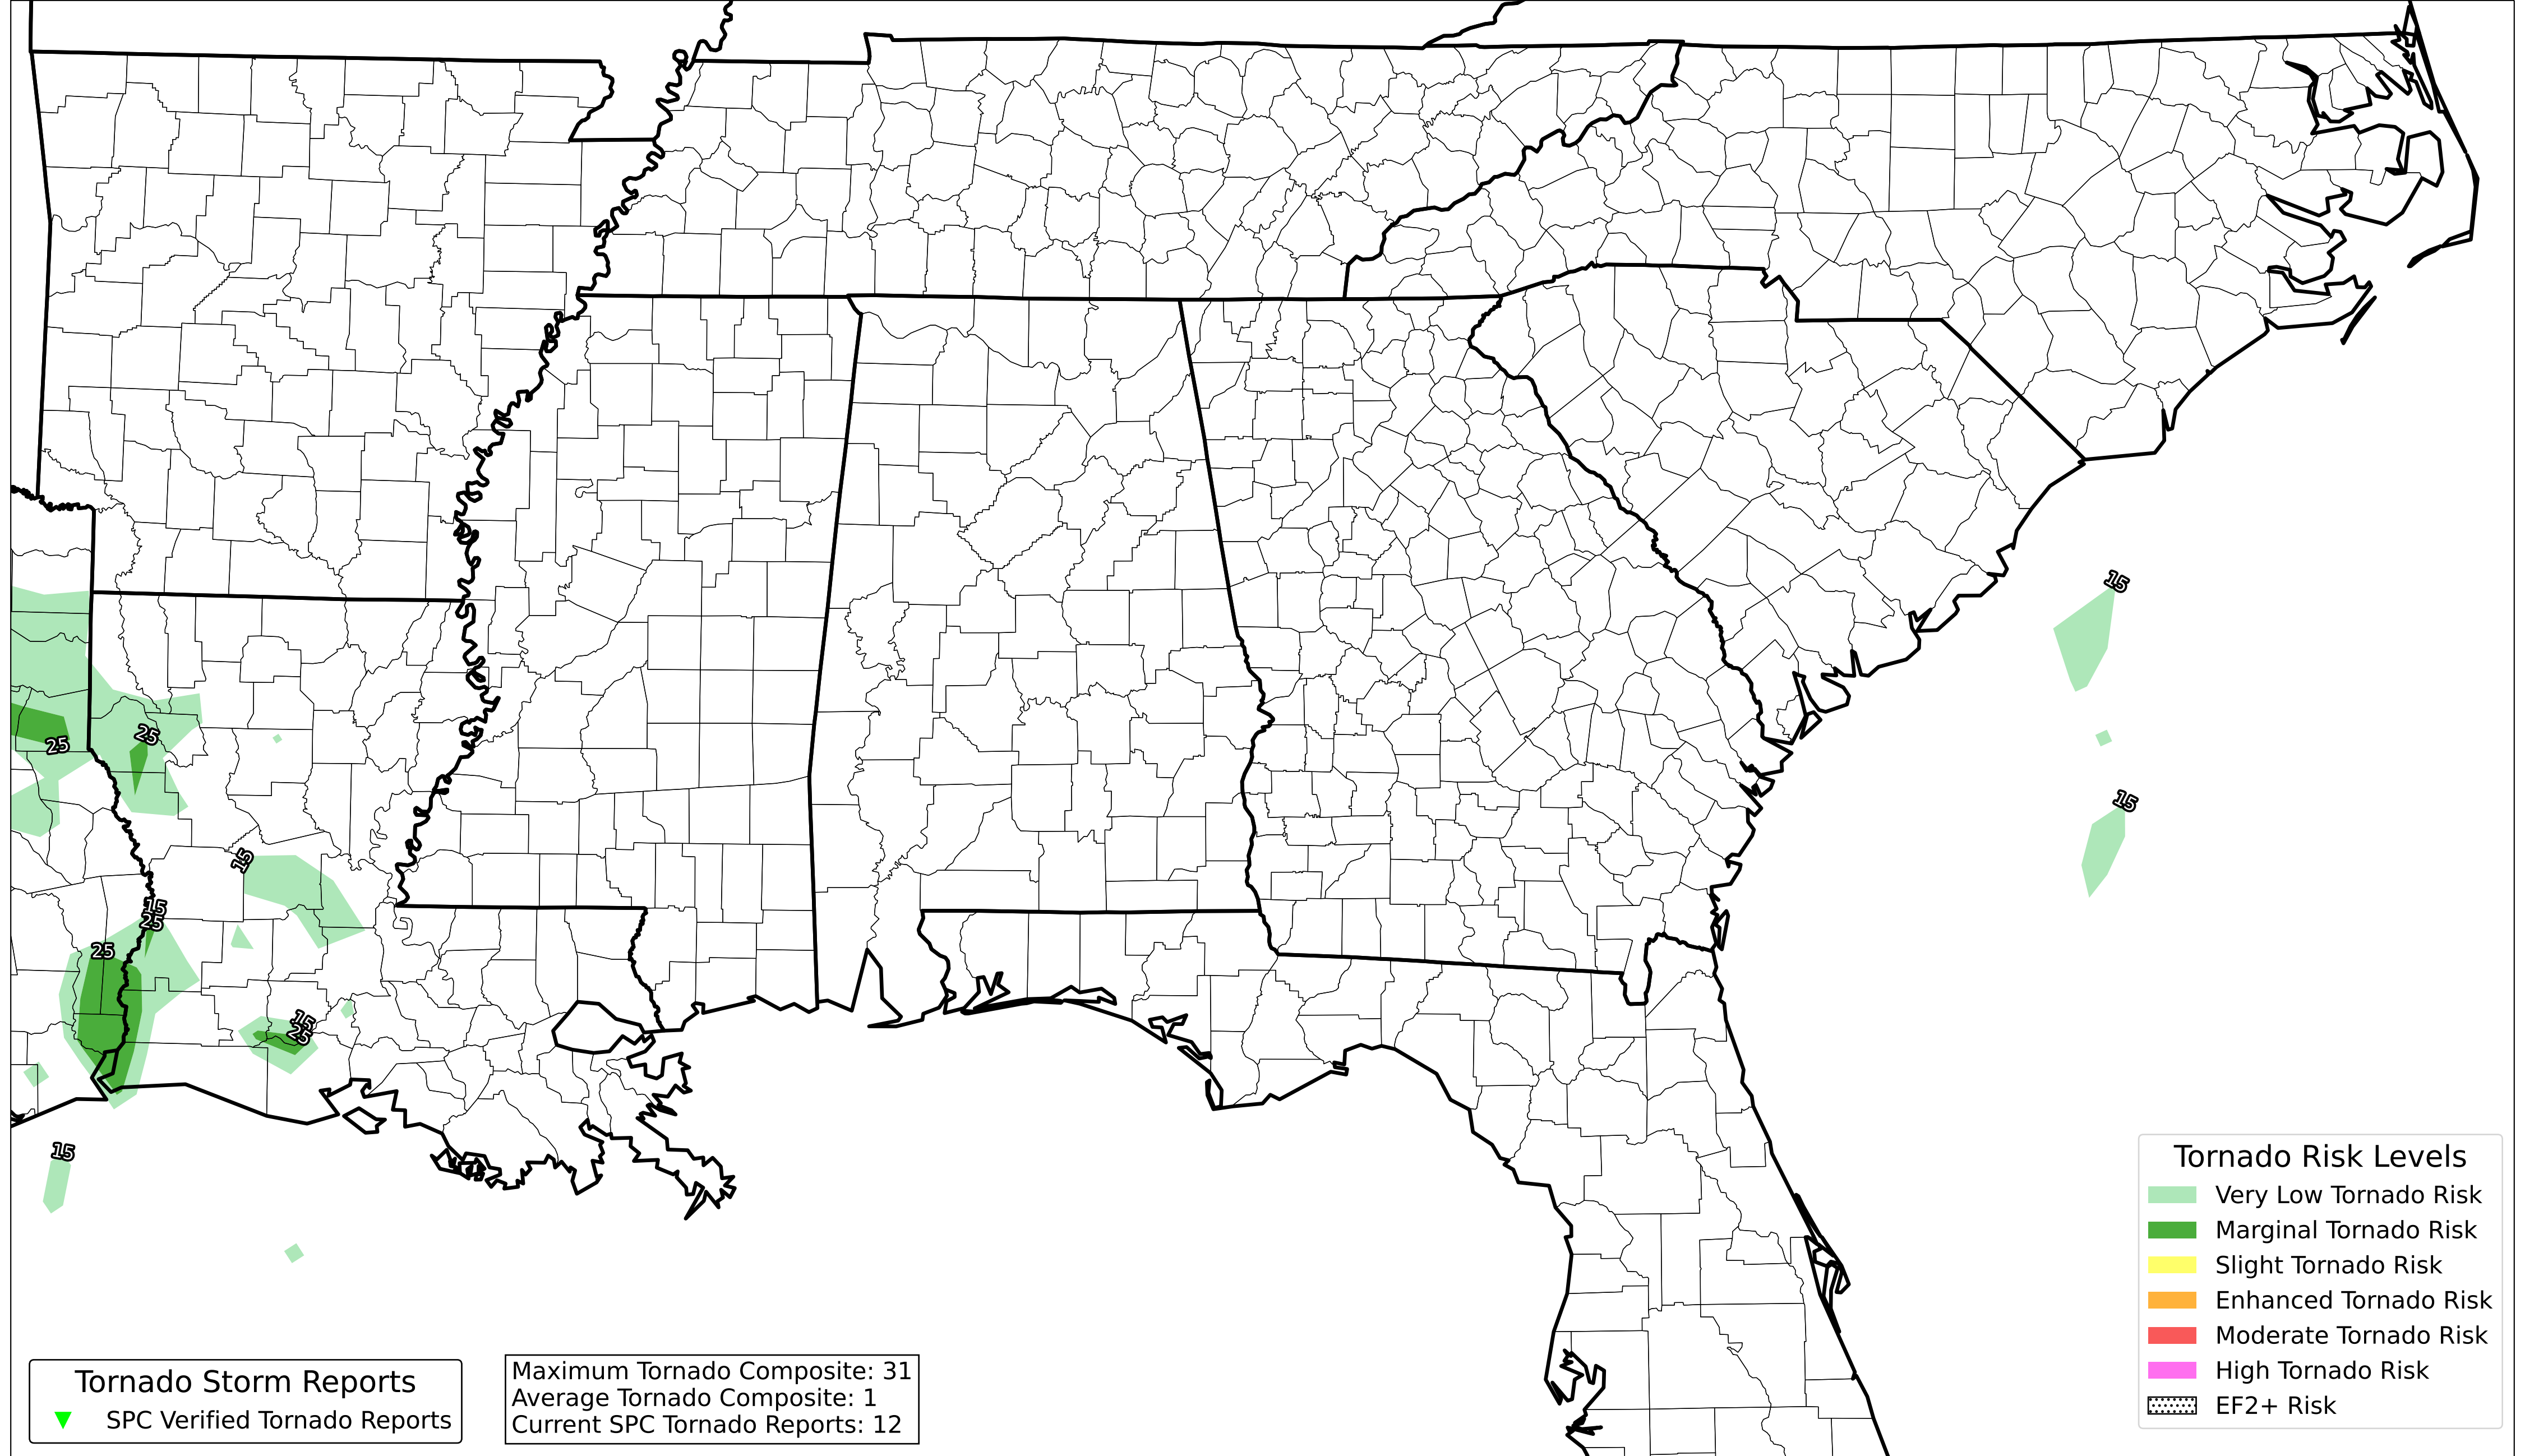 15
25
25
15
15
15
25
25
15
25
15
Tornado Risk Levels
Very Low Tornado Risk
Marginal Tornado Risk
Slight Tornado Risk
Enhanced Tornado Risk
Moderate Tornado Risk
High Tornado Risk
EF2+ Risk
Tornado Storm Reports
SPC Verified Tornado Reports
Maximum Tornado Composite: 31
Average Tornado Composite: 1
Current SPC Tornado Reports: 12